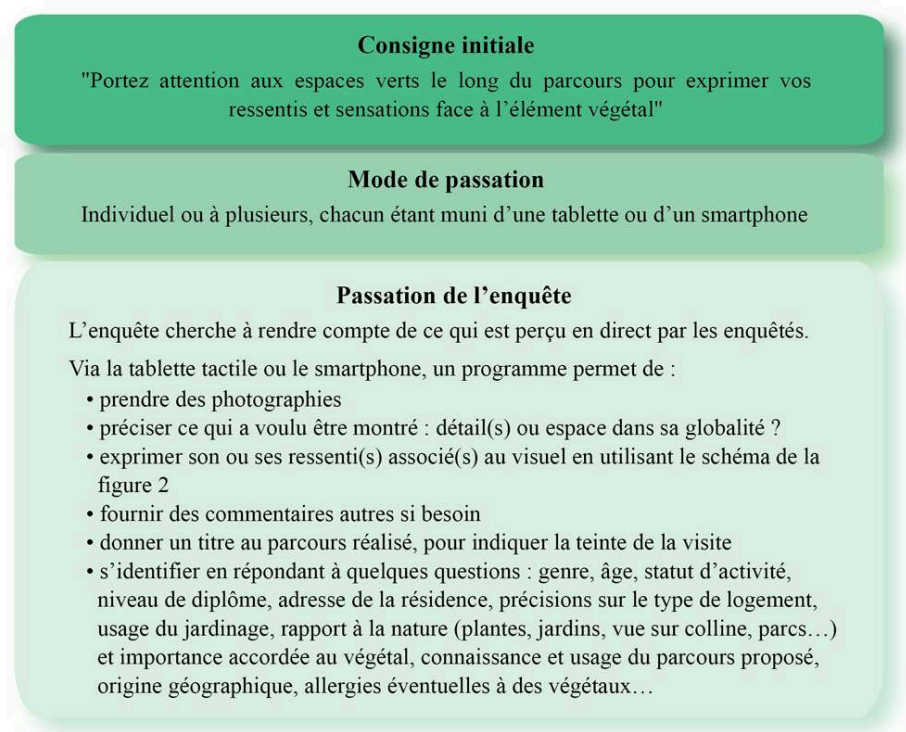 Consigne initiale
"Portez attention aux espaces verts le long du parcours pour exprimer vos
ressentis et sensations face à l’élément végétal"
Mode de passation
Individuel ou à plusieurs, chacun étant muni d’une tablette ou d’un smartphone
Passation de l’enquête
L’enquête cherche à rendre compte de ce qui est perçu en direct par les enquêtés.
Via la tablette tactile ou le smartphone, un programme permet de :
• prendre des photographies
• préciser ce qui a voulu être montré : détail(s) ou espace dans sa globalité ?
• exprimer son ou ses ressenti(s) associé(s) au visuel en utilisant le schéma de la
figure 2
• fournir des commentaires autres si besoin
• donner un titre au parcours réalisé, pour indiquer la teinte de la visite
• s’identifier en répondant à quelques questions : genre, âge, statut d’activité,
niveau de diplôme, adresse de la résidence, précisions sur le type de logement,
usage du jardinage, rapport à la nature (plantes, jardins, vue sur colline, parcs…)
et importance accordée au végétal, connaissance et usage du parcours proposé,
origine géographique, allergies éventuelles à des végétaux…